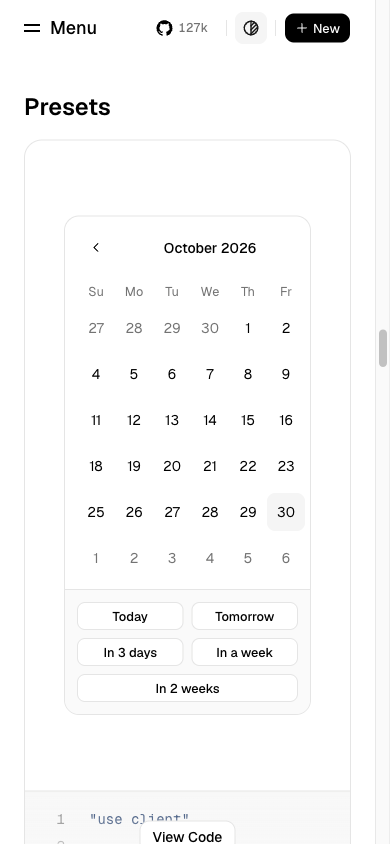 Menu 127k New
Presets
October 2026
Su Mo Tu We Th Fr
27 28 29 30 1 2
4 5 6 7 8 9
11 12 13 14 15 16
18 19 20 21 22 23
25 26 27 28 29 30
1 2 3 4 5 6
Today Tomorrow
In 3 days In a week
In 2 weeks
1 "use client"
View Code